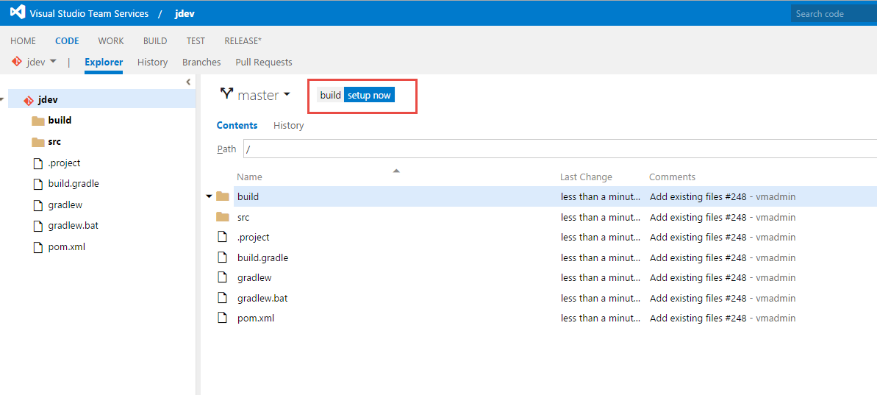 Visual Studio Team Services / jdev Search code
HOME CODE WORK BUILD TEST RELEASE*
jdev | Explorer History Branches Pull Requests
jdev
build
src
.project
build.gradle
gradlew
gradlew.bat
pom.xml
master build setup now
Contents History
Path /
Name Last Change Comments
build less than a minut... Add existing files #248 - vmadmin
src less than a minut... Add existing files #248 - vmadmin
.project less than a minut... Add existing files #248 - vmadmin
build.gradle less than a minut... Add existing files #248 - vmadmin
gradlew less than a minut... Add existing files #248 - vmadmin
gradlew.bat less than a minut... Add existing files #248 - vmadmin
pom.xml less than a minut... Add existing files #248 - vmadmin